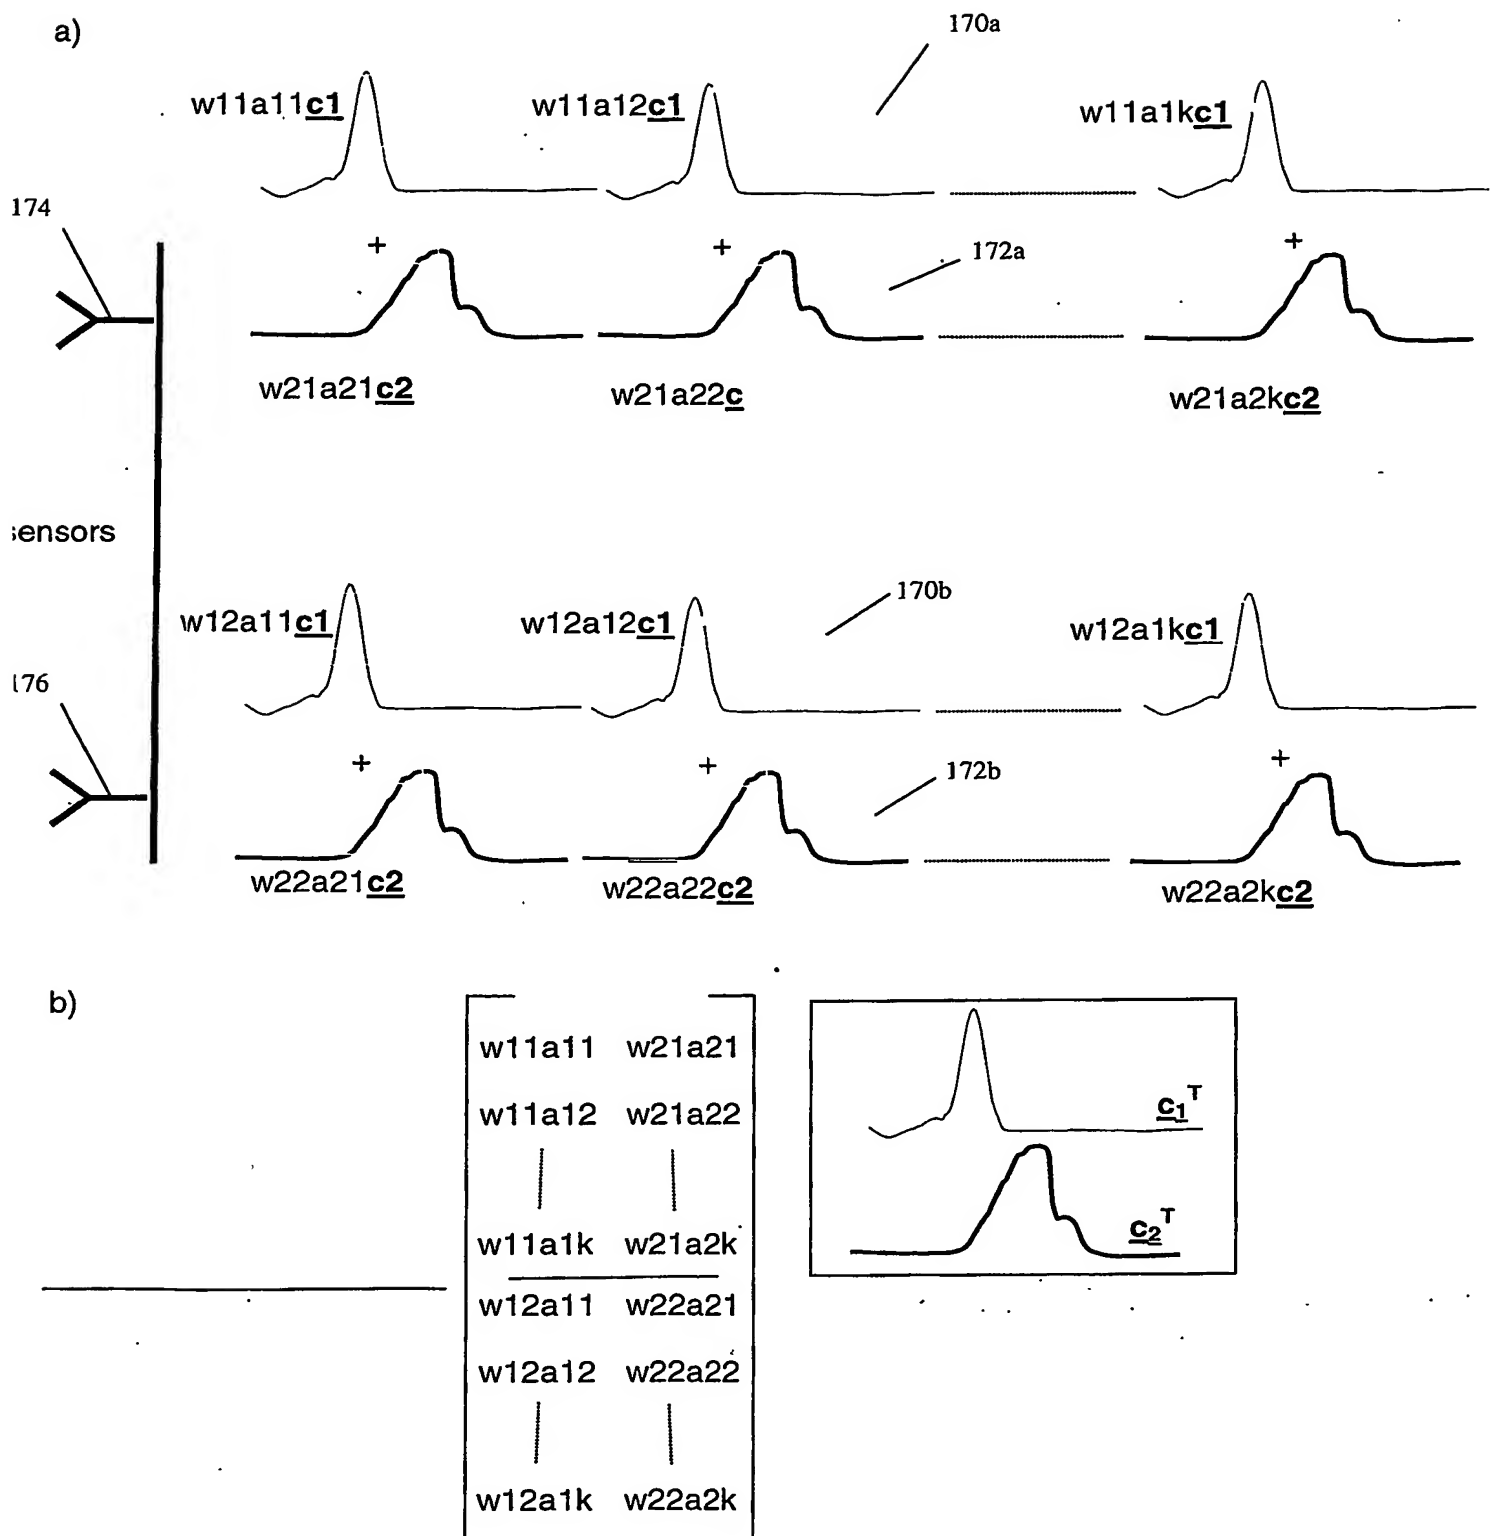 a)
170a
w11a11c1 w11a12c1 w11a1kc1
174
+ + +
172a
w21a21c2 w21a22c w21a2kc2
sensors
170b
w12a11c1 w12a12c1 w12a1kc1
176
+ + +
172b
w22a21c2 w22a22c2 w22a2kc2
b)
w11a11 w21a21
w11a12 w21a22
c1T
w11a1k w21a2k
c2T
w12a11 w22a21
w12a12 w22a22
w12a1k w22a2k